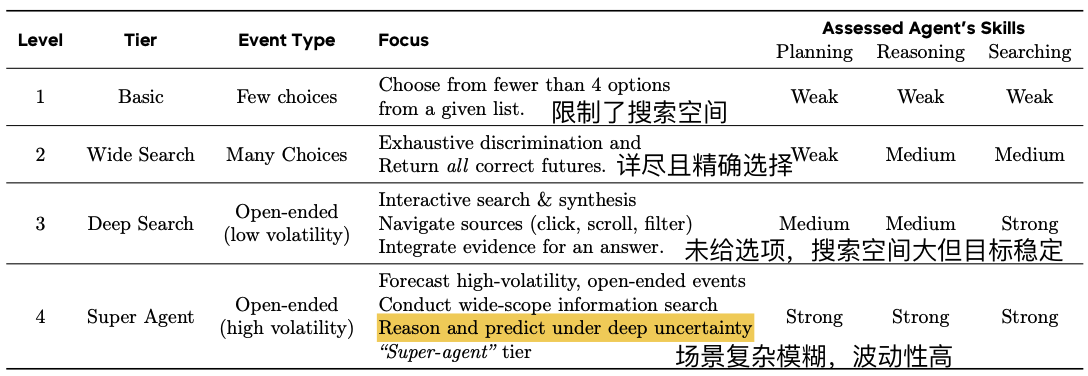 Assessed Agent's Skills
Level Tier Event Type Focus Planning Reasoning Searching
1 Basic Few choices Choose from fewer than 4 options from a given list. Weak Weak Weak
限制了搜索空间
2 Wide Search Many Choices Exhaustive discrimination and Return all correct futures. Weak Medium Medium
详尽且精确选择
3 Deep Search Open-ended (low volatility) Interactive search & synthesis
Navigate sources (click, scroll, filter) Medium Medium Strong
Integrate evidence for an answer.
未给选项，搜索空间大但目标稳定
4 Super Agent Open-ended (high volatility) Forecast high-volatility, open-ended events
Conduct wide-scope information search
Reason and predict under deep uncertainty Strong Strong Strong
“Super-agent” tier
场景复杂模糊，波动性高